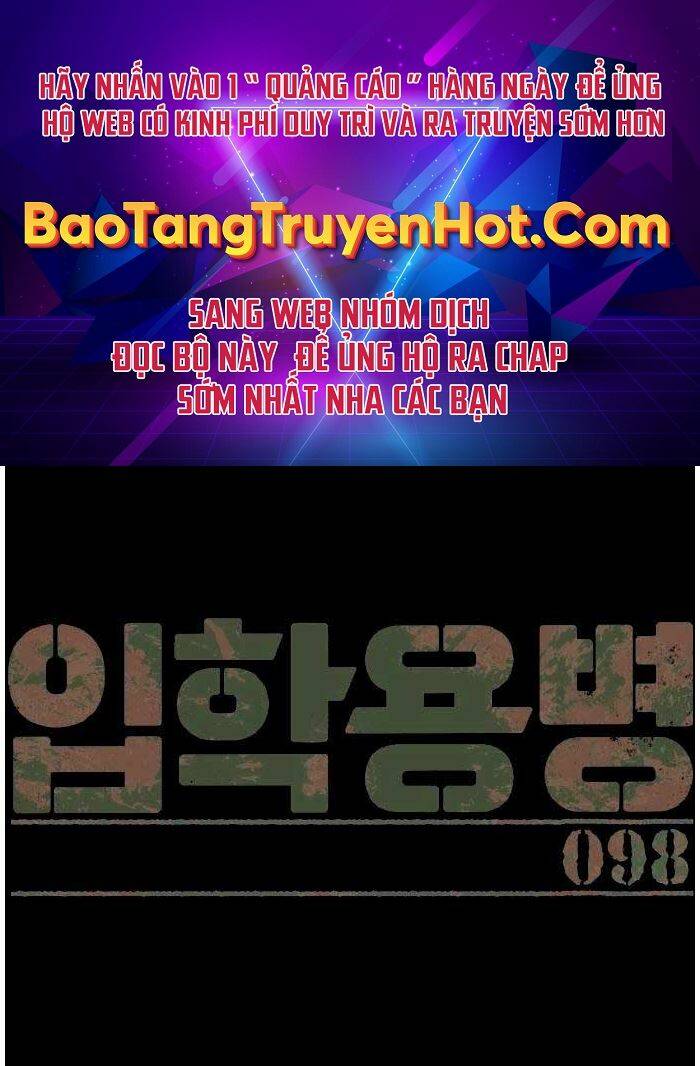 HÃY NHẤN VÀO 1 “ QUẢNG CÁO ” HÀNG NGÀY ĐỂ ỦNG
HỘ WEB CÓ KINH PHÍ DUY TRÌ VÀ RA TRUYỆN SỚM HƠN
BaoTangTruyenHot.Com
SANG WEB NHÓM DỊCH
ĐỌC BỘ NÀY ĐỂ ỦNG HỘ RA CHAP
SỚM NHẤT NHA CÁC BẠN
입학용병
098